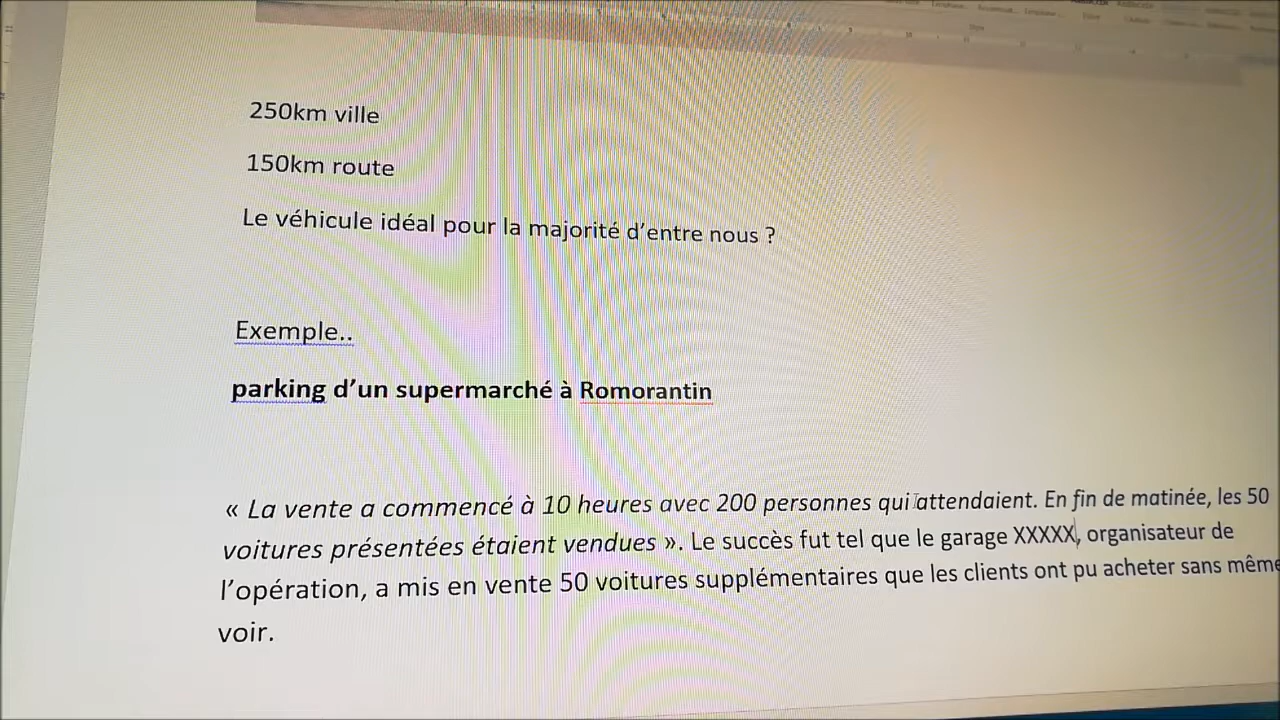 250km ville
150km route
Le véhicule idéal pour la majorité d’entre nous ?
Exemple..
parking d’un supermarché à Romorantin
« La vente a commencé à 10 heures avec 200 personnes qui attendaient. En fin de matinée, les 50
voitures présentées étaient vendues ». Le succès fut tel que le garage XXXXX, organisateur de
l’opération, a mis en vente 50 voitures supplémentaires que les clients ont pu acheter sans même
voir.